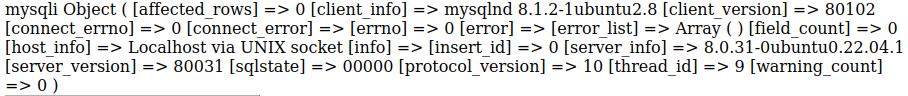 mysqli Object ( [affected_rows] => 0 [client_info] => mysqlnd 8.1.2-1ubuntu2.8 [client_version] => 80102
[connect_errno] => 0 [connect_error] => [errno] => 0 [error] => [error_list] => Array ( ) [field_count] => 0
[host_info] => Localhost via UNIX socket [info] => [insert_id] => 0 [server_info] => 8.0.31-0ubuntu0.22.04.1
[server_version] => 80031 [sqlstate] => 00000 [protocol_version] => 10 [thread_id] => 9 [warning_count]
=> 0 )